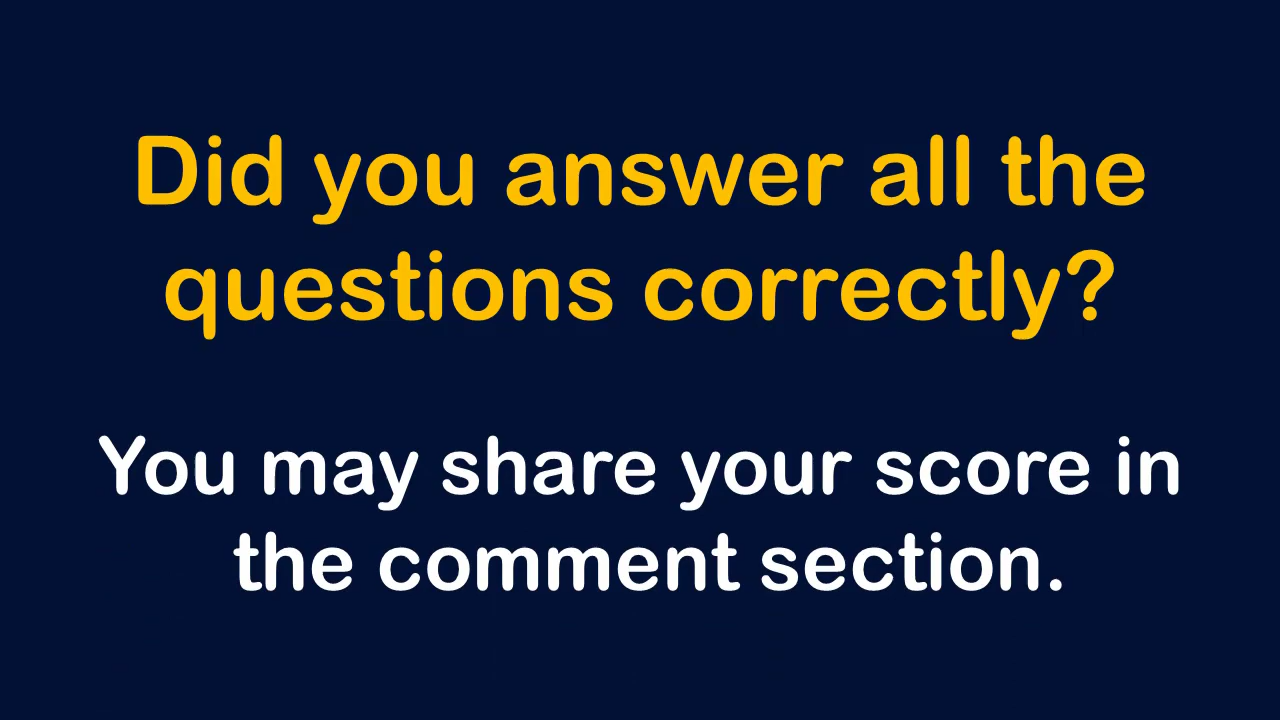 Did you answer all the
questions correctly?
You may share your score in
the comment section.